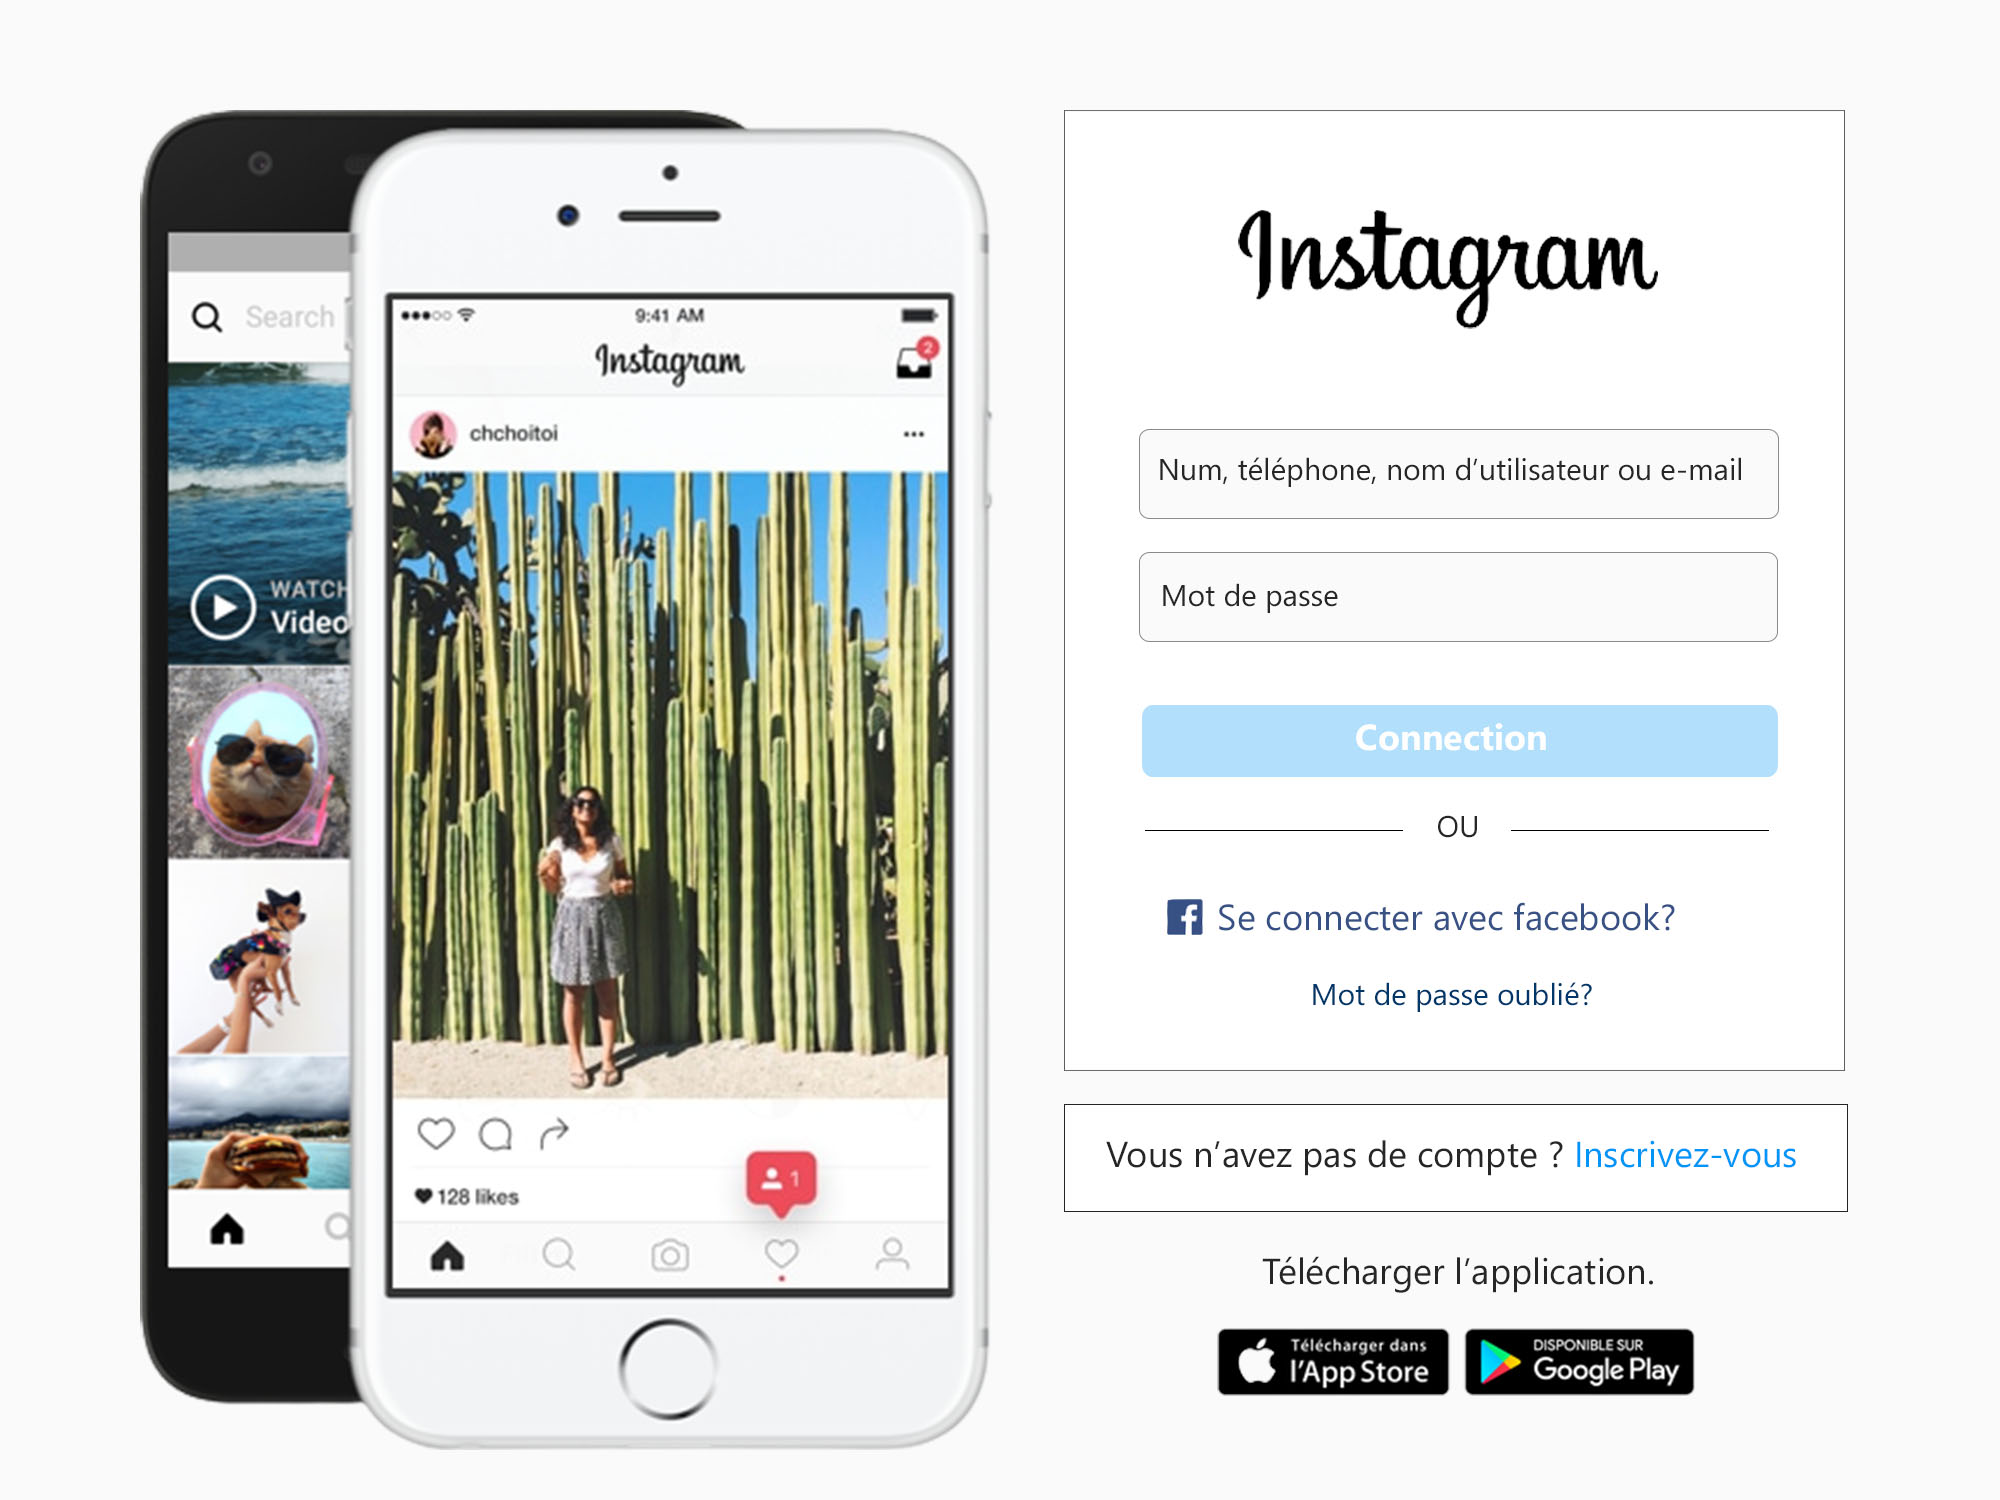 Search
WATCH
Video
9:41 AM
Instagram
2
chchoitoi
128 likes
1
Instagram
Num, téléphone, nom d’utilisateur ou e-mail
Mot de passe
Connection
OU
Se connecter avec facebook?
Mot de passe oublié?
Vous n’avez pas de compte ? Inscrivez-vous
Télécharger l’application.
Télécharger dans
l’App Store
DISPONIBLE SUR
Google Play